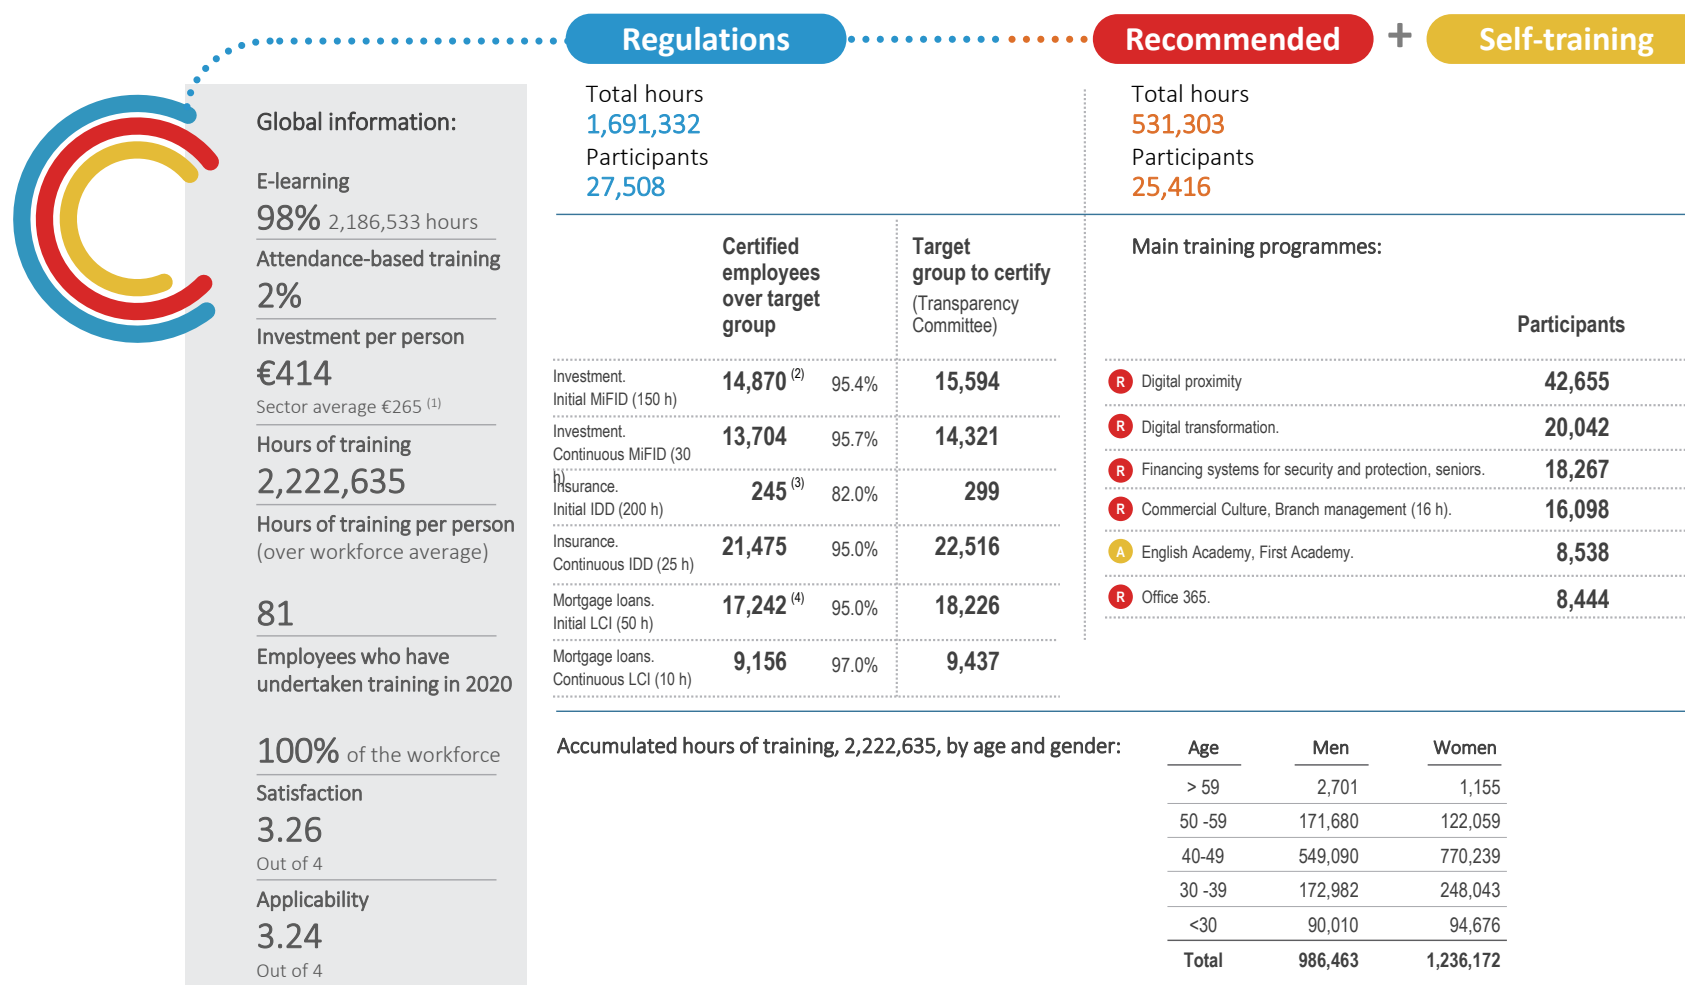 Regulations
Recommended
+
Self-training
Global information:
E-learning
98% 2,186,533 hours
Attendance-based training
2%
Investment per person
€414
Sector average €265 (1)
Hours of training
2,222,635
Hours of training per person
(over workforce average)
81
Employees who have
undertaken training in 2020
100% of the workforce
Satisfaction
3.26
Out of 4
Applicability
3.24
Out of 4
Total hours
1,691,332
Participants
27,508
Certified
employees
over target
group
Target
group to certify
(Transparency
Committee)
Investment.
Initial MiFID (150 h)
14,870 (2) 95.4% 15,594
Investment.
Continuous MiFID (30
h)
13,704 95.7% 14,321
Insurance.
Initial IDD (200 h)
245 (3) 82.0% 299
Insurance.
Continuous IDD (25 h)
21,475 95.0% 22,516
Mortgage loans.
Initial LCI (50 h)
17,242 (4) 95.0% 18,226
Mortgage loans.
Continuous LCI (10 h)
9,156 97.0% 9,437
Total hours
531,303
Participants
25,416
Main training programmes:
Participants
R Digital proximity 42,655
R Digital transformation. 20,042
R Financing systems for security and protection, seniors. 18,267
R Commercial Culture, Branch management (16 h). 16,098
A English Academy, First Academy. 8,538
R Office 365. 8,444
Accumulated hours of training, 2,222,635, by age and gender:
Age Men Women
> 59 2,701 1,155
50 -59 171,680 122,059
40-49 549,090 770,239
30 -39 172,982 248,043
<30 90,010 94,676
Total 986,463 1,236,172